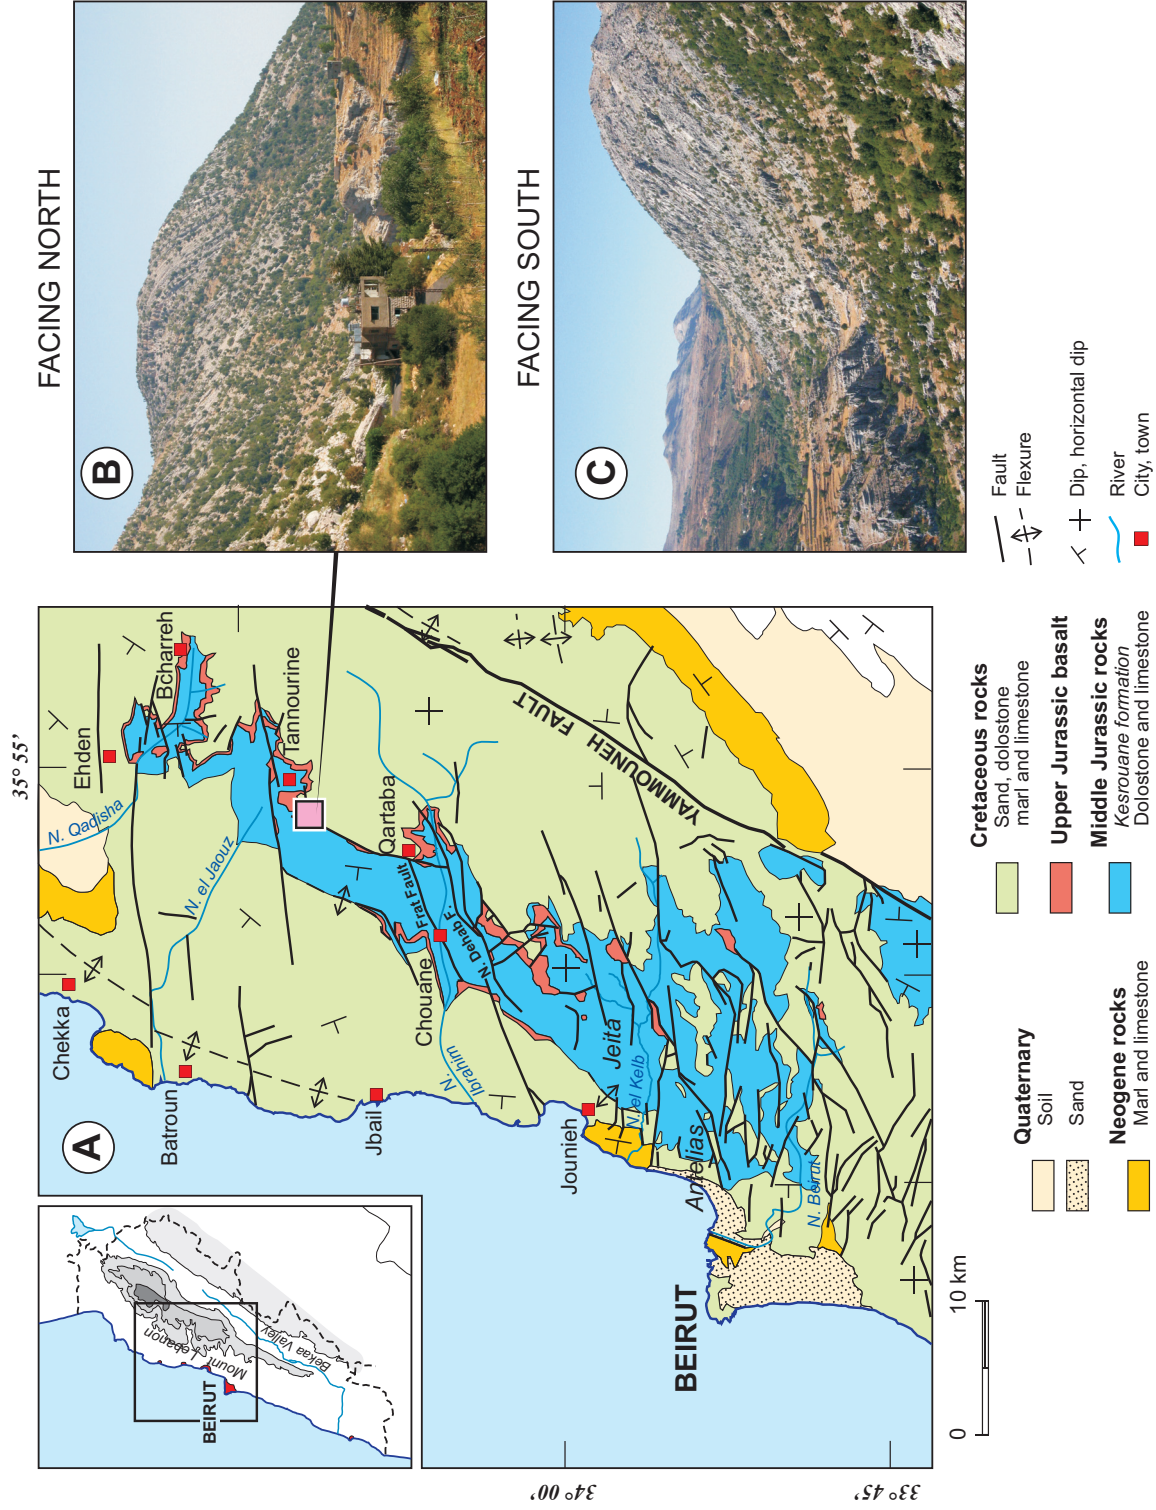 A
35° 55’
34° 00’
33° 45’
Ehden
Bcharreh
N. Qadisha
Chekka
Batroun
N. el Jaouz
Tannourine
Jbail
Qartaba
Frat Fault
Chouane
N. Dehab F.
N.
Ibrahim
YAMMOUNEH FAULT
Jounieh
Jeita
N. el Kelb
Antelias
N. Beirut
BEIRUT
0
10 km
Mount Lebanon
Bekaa Valley
BEIRUT
FACING NORTH
B
FACING SOUTH
C
Quaternary
Soil
Sand
Neogene rocks
Marl and limestone
Cretaceous rocks
Sand, dolostone
marl and limestone
Upper Jurassic basalt
Middle Jurassic rocks
Kesrouane formation
Dolostone and limestone
Fault
Flexure
Dip, horizontal dip
River
City, town